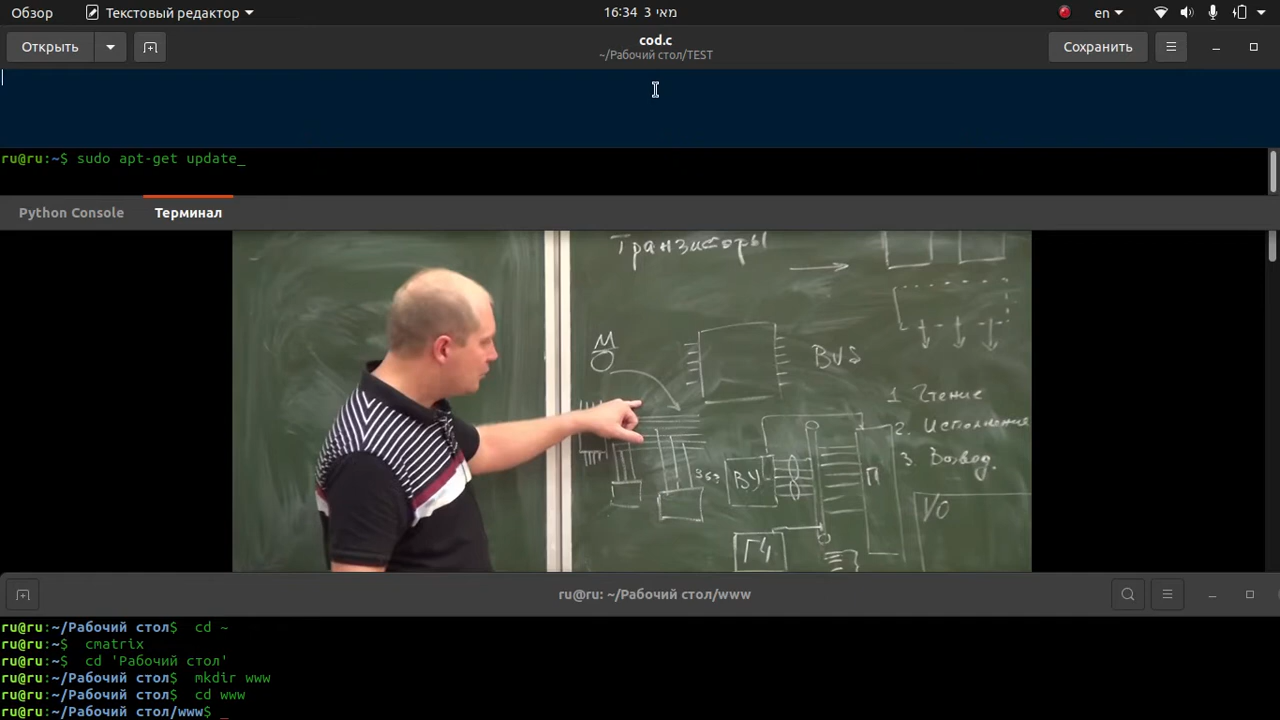 Обзор
Текстовый редактор
16:34 3 מאי
en
Открыть
cod.c
~/Рабочий стол/TEST
Сохранить
ru@ru:~$ sudo apt-get update_
Python Console
Терминал
Транзисторы
М
BUS
1 Чтение
2. Исполнение
3. Вывод.
ВУ
П
I/O
ГЧ
ru@ru: ~/Рабочий стол/www
ru@ru:~/Рабочий стол$ cd ~
ru@ru:~$ cmatrix
ru@ru:~$ cd 'Рабочий стол'
ru@ru:~/Рабочий стол$ mkdir www
ru@ru:~/Рабочий стол$ cd www
ru@ru:~/Рабочий стол/www$ _